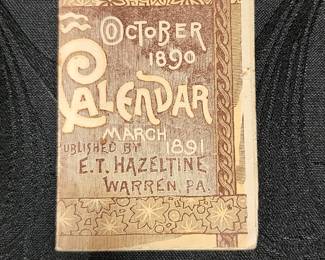 OCTOBER
1890
CALENDAR
MARCH
1891
PUBLISHED BY
E.T. HAZELTINE
WARREN, PA.